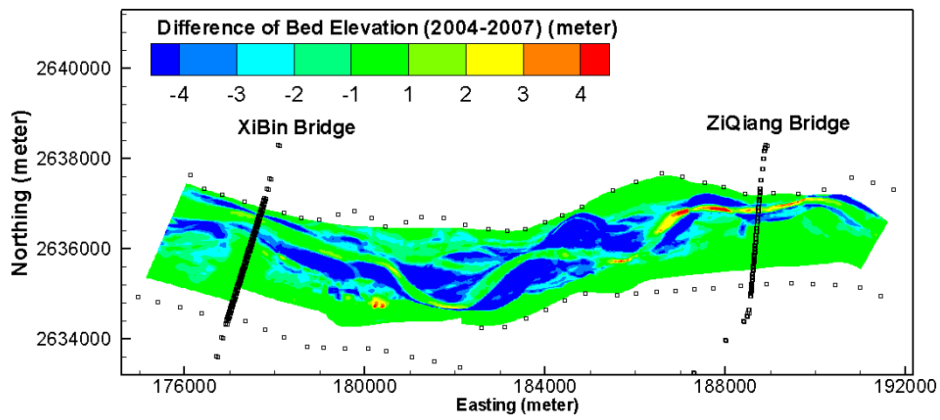 Difference of Bed Elevation (2004-2007) (meter)
-4 -3 -2 -1 1 2 3 4
XiBin Bridge
ZiQiang Bridge
Northing (meter)
2640000
2638000
2636000
2634000
176000 180000 184000 188000 192000
Easting (meter)